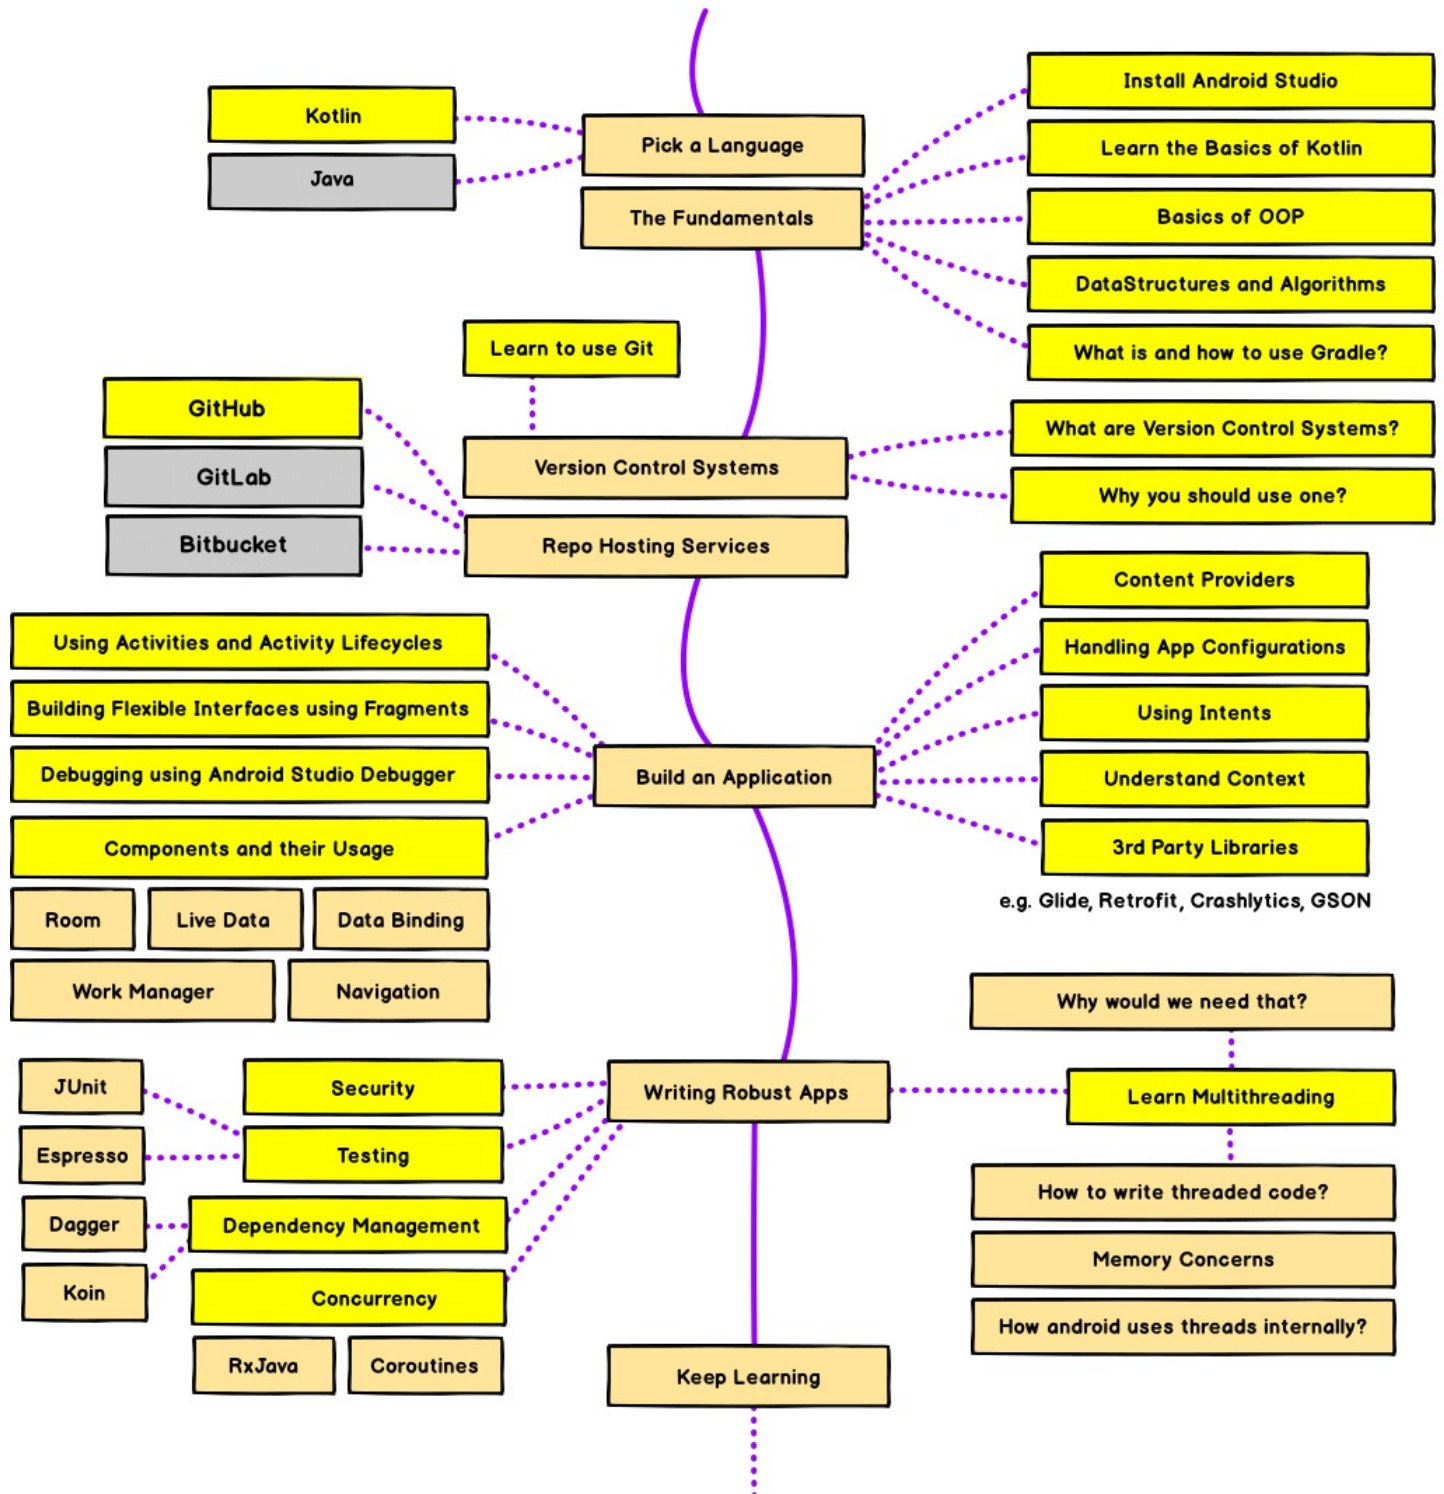 Kotlin
Java
Pick a Language
The Fundamentals
Install Android Studio
Learn the Basics of Kotlin
Basics of OOP
DataStructures and Algorithms
What is and how to use Gradle?
Learn to use Git
GitHub
GitLab
Bitbucket
Version Control Systems
Repo Hosting Services
What are Version Control Systems?
Why you should use one?
Using Activities and Activity Lifecycles
Building Flexible Interfaces using Fragments
Debugging using Android Studio Debugger
Components and their Usage
Room
Live Data
Data Binding
Work Manager
Navigation
Build an Application
Content Providers
Handling App Configurations
Using Intents
Understand Context
3rd Party Libraries
e.g. Glide, Retrofit, Crashlytics, GSON
JUnit
Espresso
Dagger
Koin
Security
Testing
Dependency Management
Concurrency
RxJava
Coroutines
Writing Robust Apps
Why would we need that?
Learn Multithreading
How to write threaded code?
Memory Concerns
How android uses threads internally?
Keep Learning